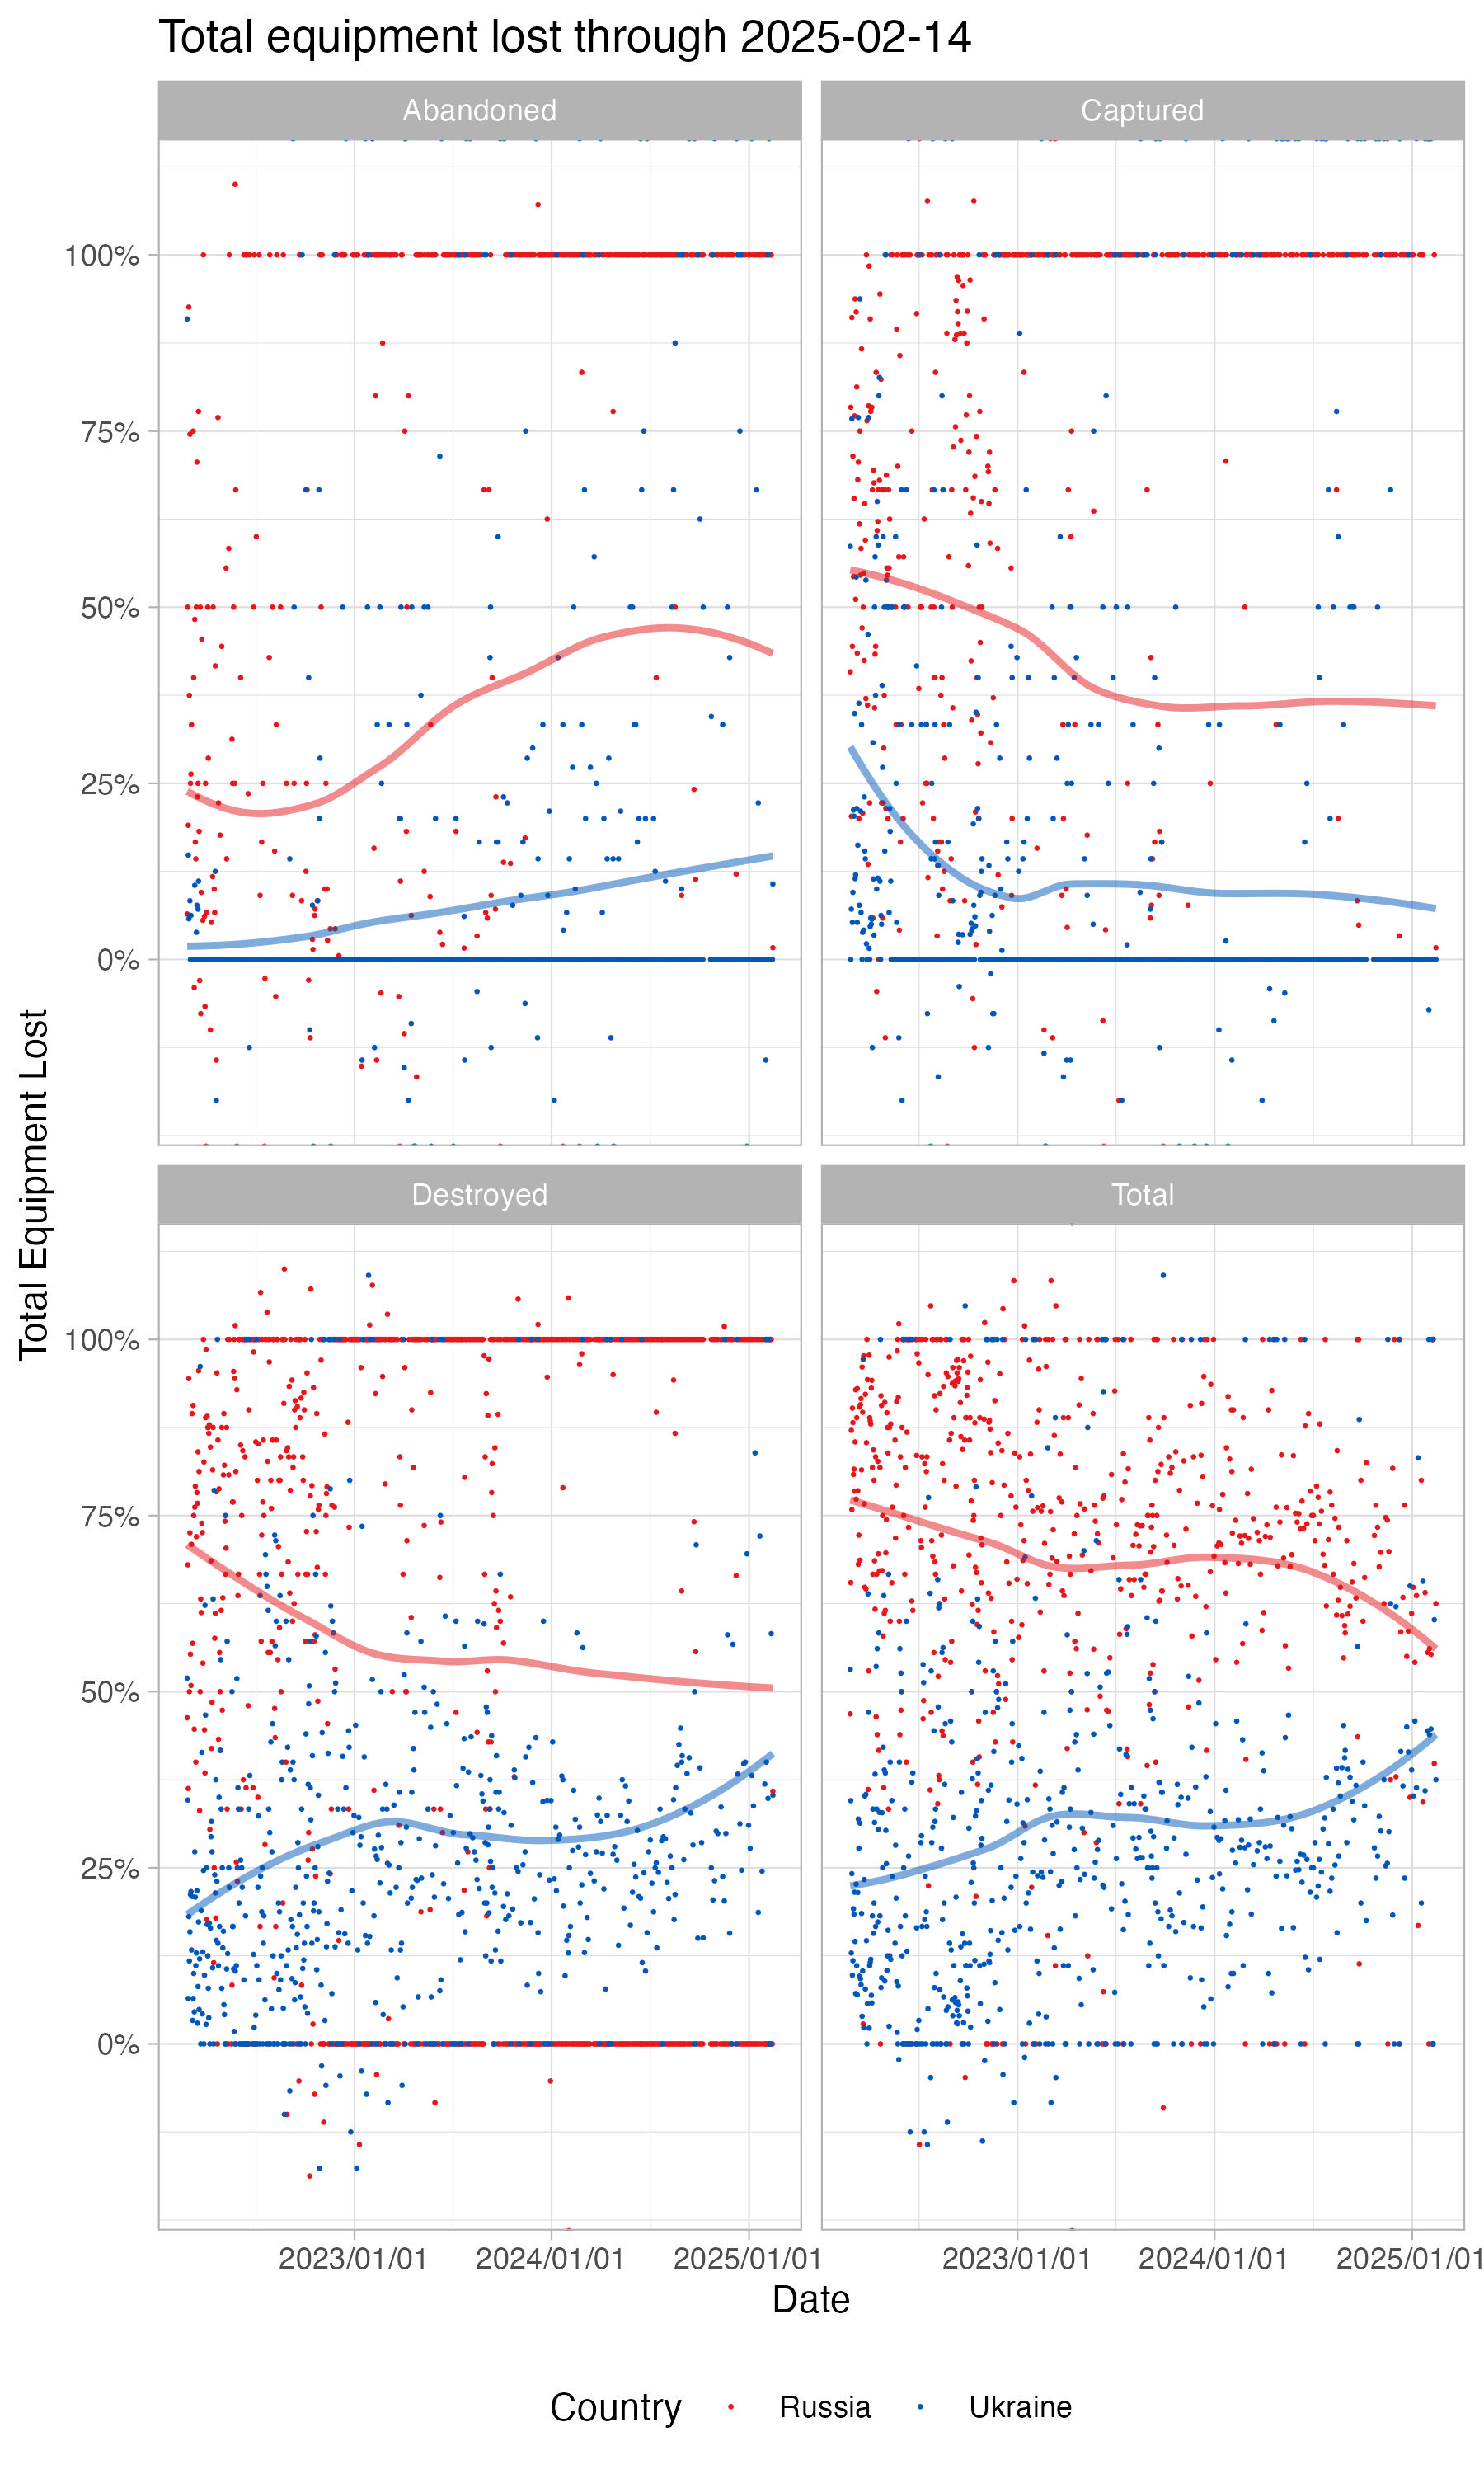 Total equipment lost through 2025-02-14
Abandoned
Captured
100%
75%
50%
25%
0%
Destroyed
Total
100%
75%
50%
25%
0%
Total Equipment Lost
2023/01/01
2024/01/01
2025/01/01
2023/01/01
2024/01/01
2025/01/01
Date
Country
Russia
Ukraine